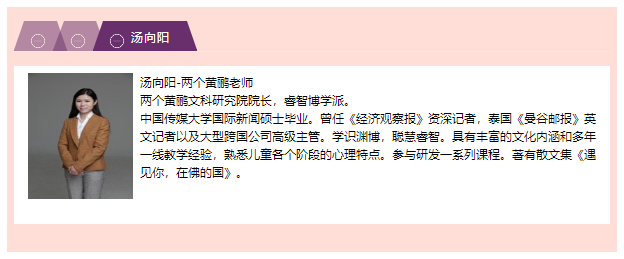 汤向阳
汤向阳-两个黄鹂老师
两个黄鹂文科研究院院长，睿智博学派。
中国传媒大学国际新闻硕士毕业。曾任《经济观察报》资深记者，泰国《曼谷邮报》英
文记者以及大型跨国公司高级主管。学识渊博，聪慧睿智。具有丰富的文化内涵和多年
一线教学经验，熟悉儿童各个阶段的心理特点。参与研发一系列课程。著有散文集《遇
见你，在佛的国》。